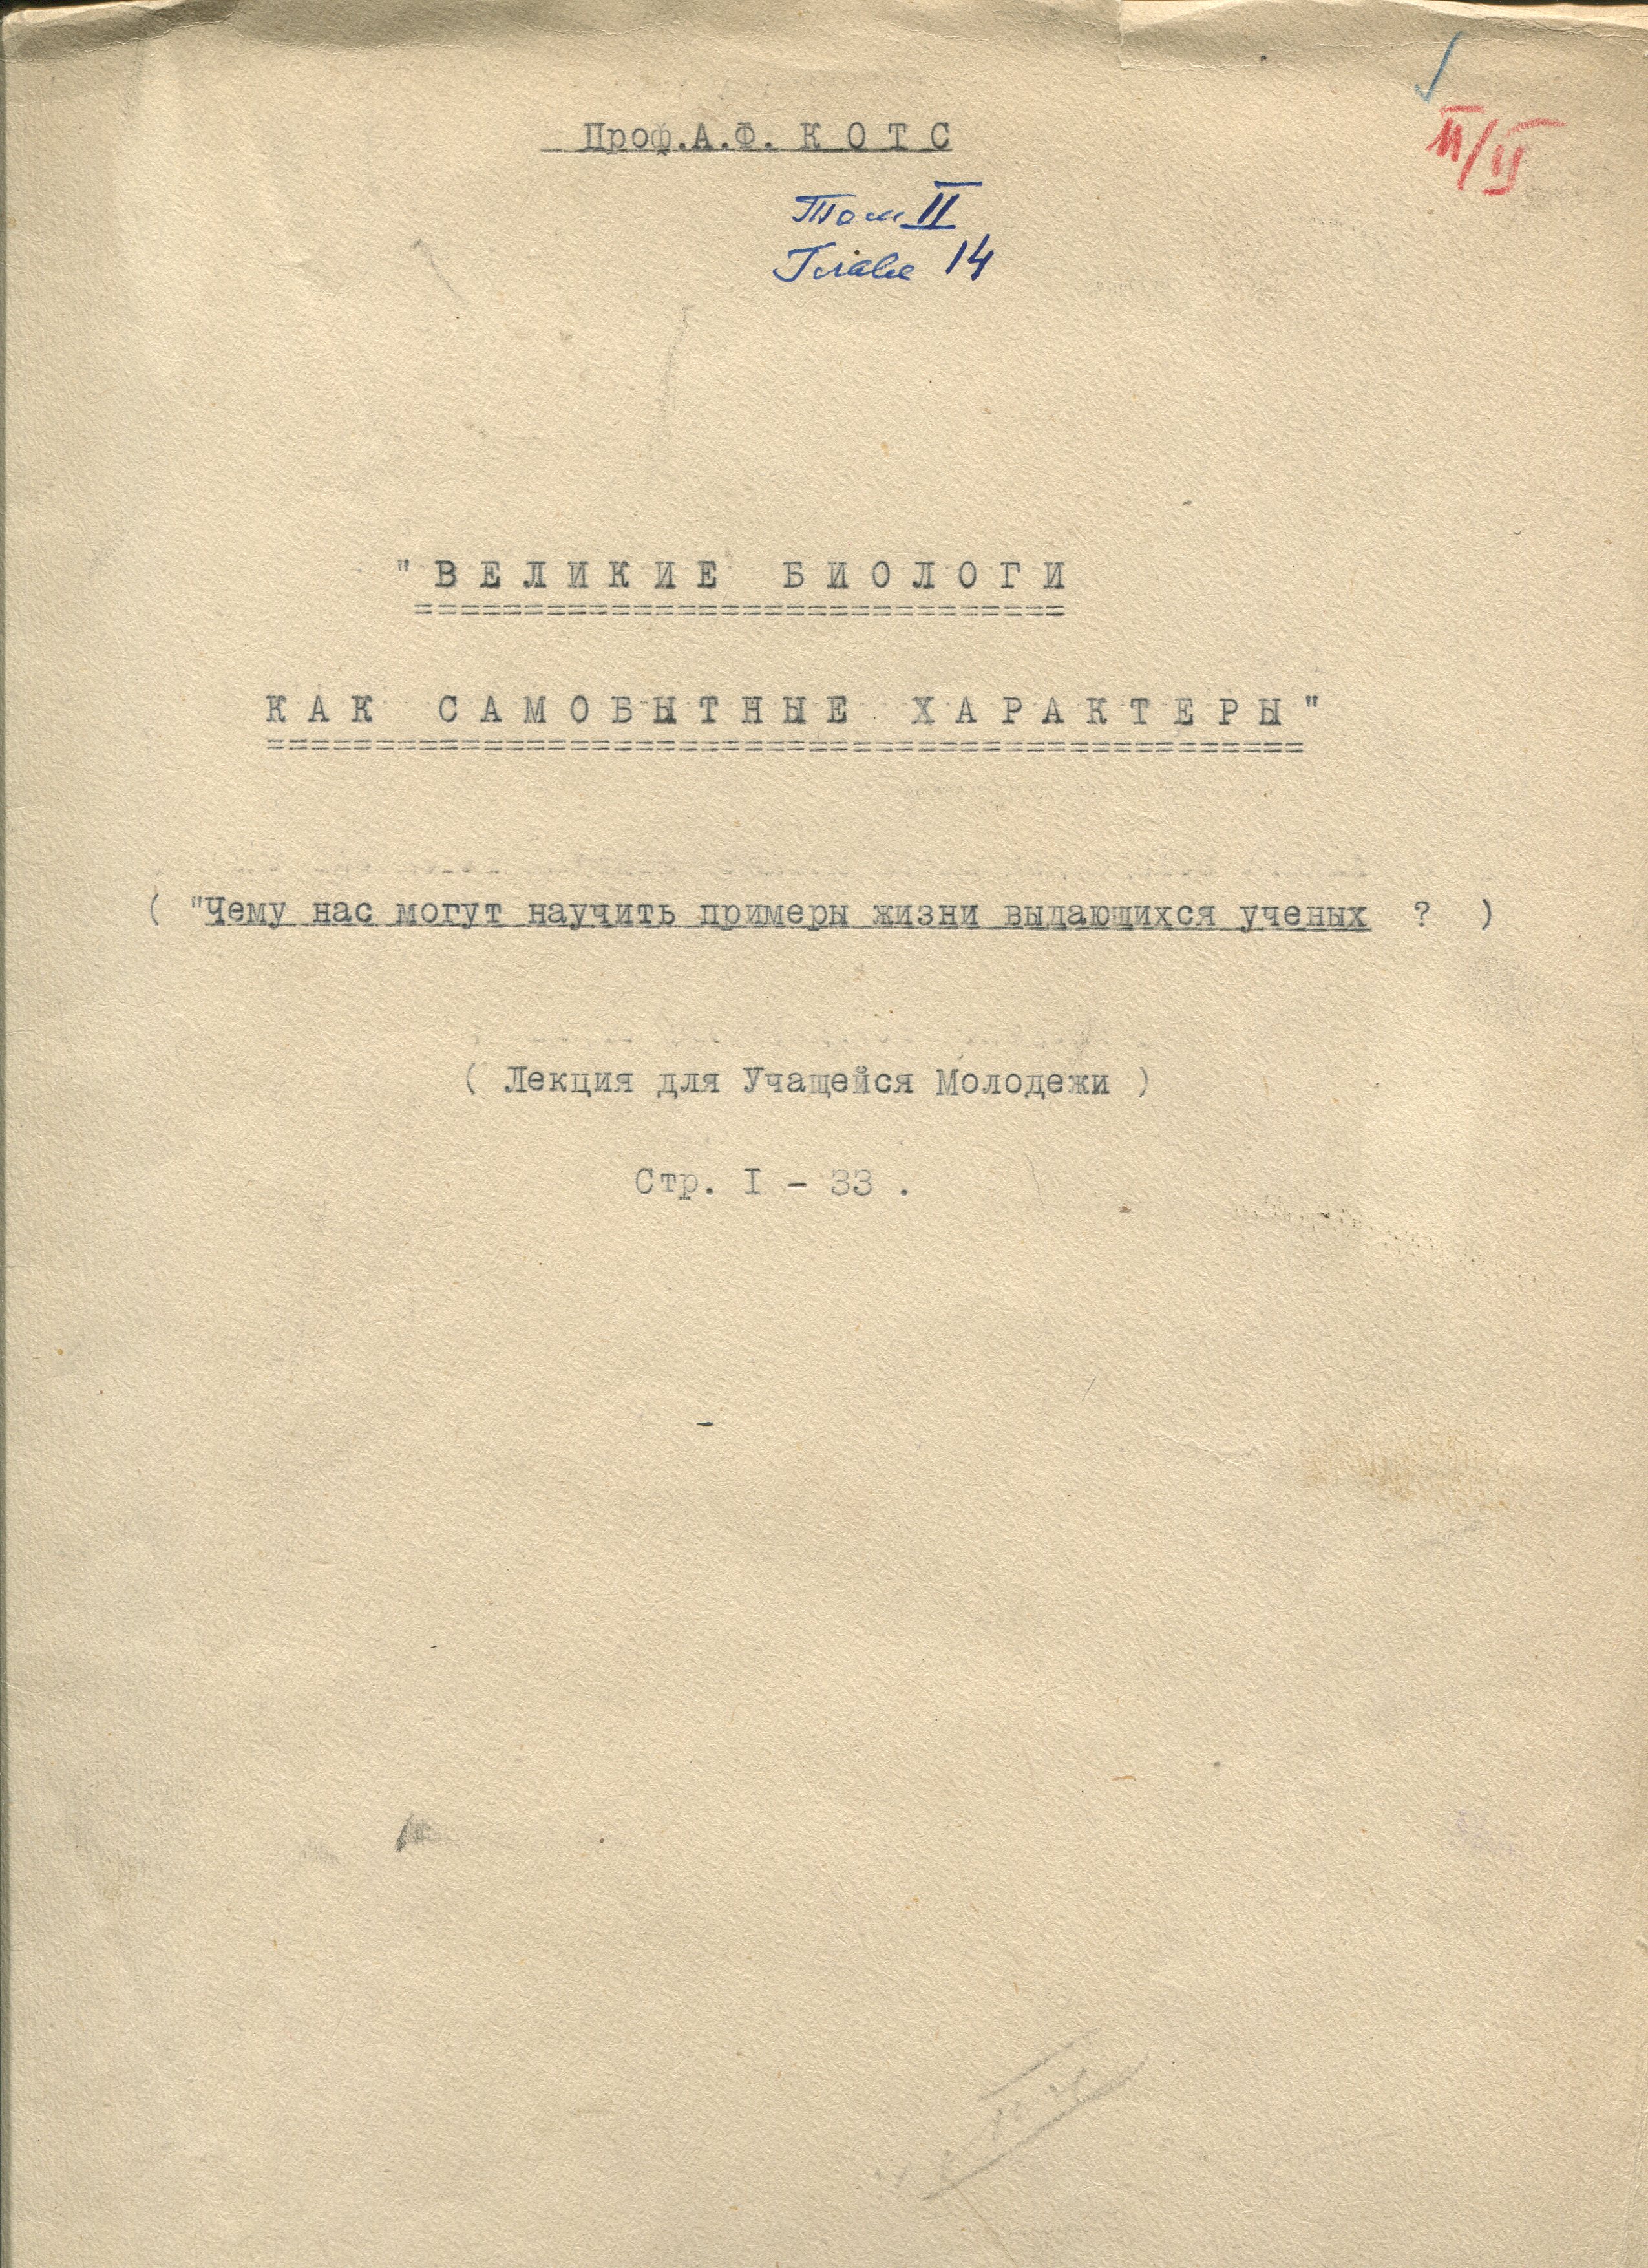 Проф.А.Ф. К О Т С
Том II
Глава 14
"В Е Л И К И Е Б И О Л О Г И
К А К С А М О Б Ы Т Н Ы Е Х А Р А К Т Е Р Ы"
( "Чему нас могут научить примеры жизни выдающихся ученых ? )
( Лекция для Учащейся Молодежи )
Стр. I - 33 .
-